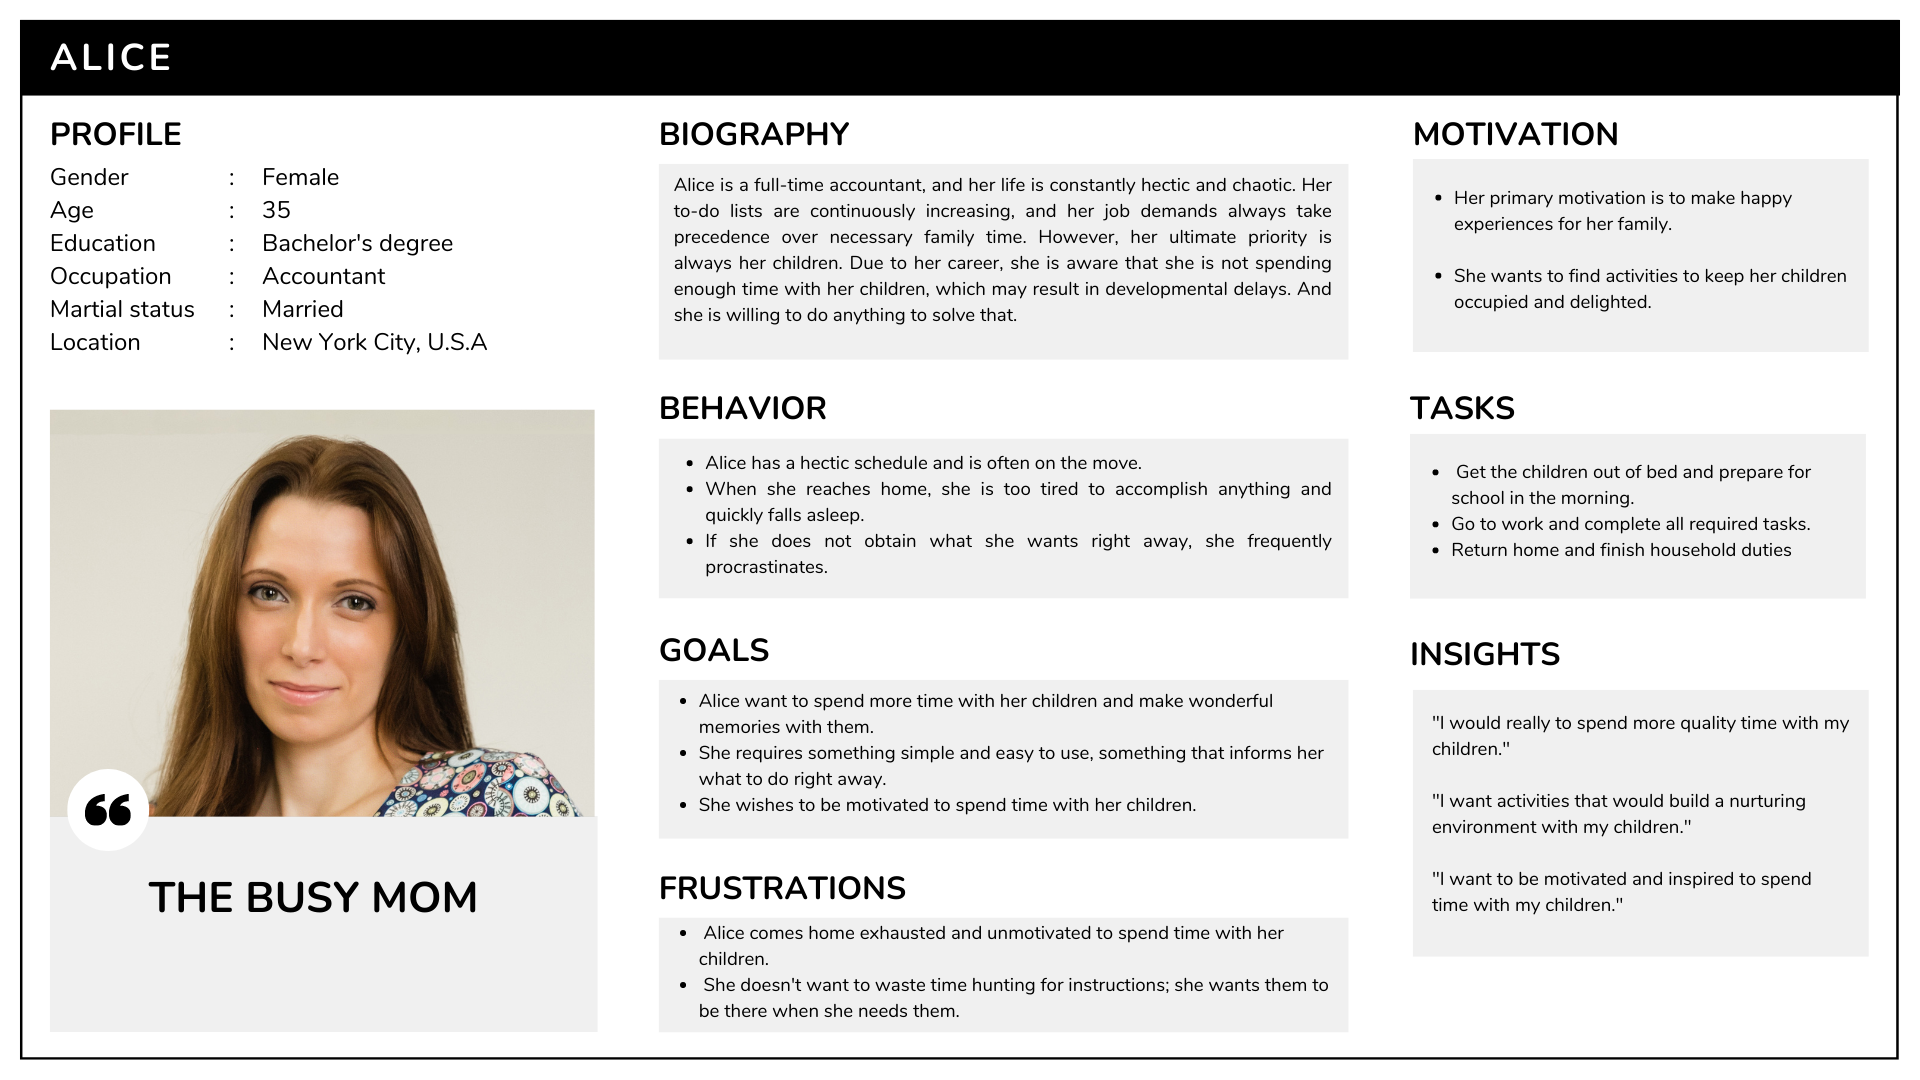 ALICE
PROFILE
Gender : Female
Age : 35
Education : Bachelor's degree
Occupation : Accountant
Martial status : Married
Location : New York City, U.S.A
THE BUSY MOM
BIOGRAPHY
Alice is a full-time accountant, and her life is constantly hectic and chaotic. Her
to-do lists are continuously increasing, and her job demands always take
precedence over necessary family time. However, her ultimate priority is
always her children. Due to her career, she is aware that she is not spending
enough time with her children, which may result in developmental delays. And
she is willing to do anything to solve that.
BEHAVIOR
• Alice has a hectic schedule and is often on the move.
• When she reaches home, she is too tired to accomplish anything and
quickly falls asleep.
• If she does not obtain what she wants right away, she frequently
procrastinates.
GOALS
• Alice want to spend more time with her children and make wonderful
memories with them.
• She requires something simple and easy to use, something that informs her
what to do right away.
• She wishes to be motivated to spend time with her children.
FRUSTRATIONS
• Alice comes home exhausted and unmotivated to spend time with her
children.
• She doesn't want to waste time hunting for instructions; she wants them to
be there when she needs them.
MOTIVATION
• Her primary motivation is to make happy
experiences for her family.
• She wants to find activities to keep her children
occupied and delighted.
TASKS
• Get the children out of bed and prepare for
school in the morning.
• Go to work and complete all required tasks.
• Return home and finish household duties
INSIGHTS
"I would really to spend more quality time with my
children."
"I want activities that would build a nurturing
environment with my children."
"I want to be motivated and inspired to spend
time with my children."